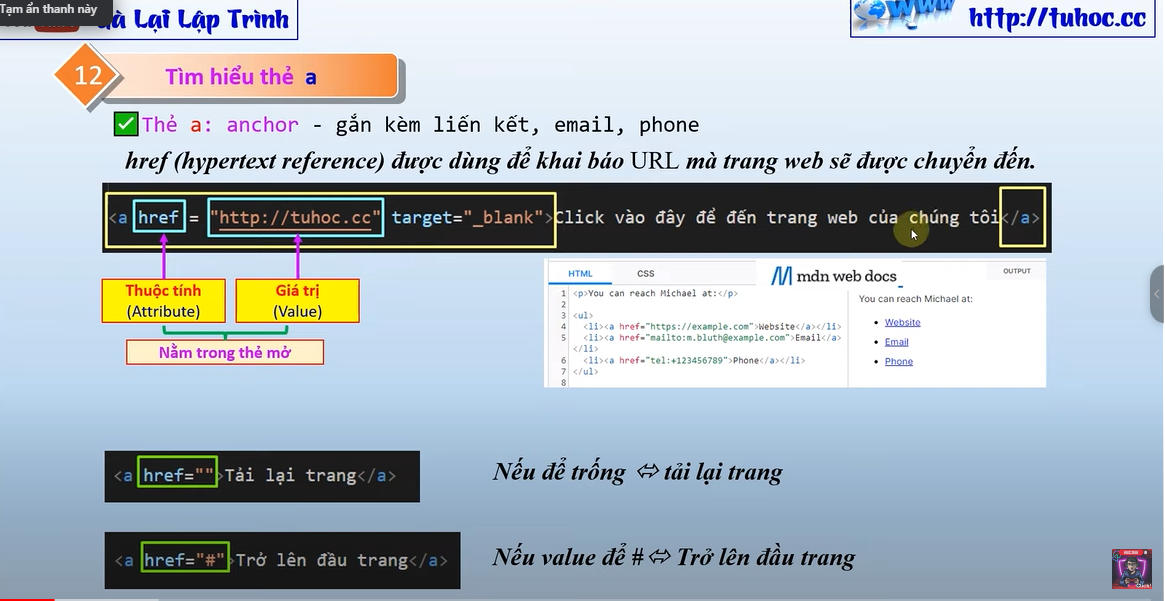 Tạm ẩn thanh này
Gà Lại Lập Trình
http://tuhoc.cc
12
Tìm hiểu thẻ a
Thẻ a: anchor - gắn kèm liến kết, email, phone
href (hypertext reference) được dùng để khai báo URL mà trang web sẽ được chuyển đến.
<a href = "http://tuhoc.cc" target="_blank">Click vào đây để đến trang web của chúng tôi</a>
Thuộc tính
(Attribute)
Giá trị
(Value)
Nằm trong thẻ mở
HTML CSS
mdn web docs_
OUTPUT
1 <p>You can reach Michael at:</p>
2
3 <ul>
4 <li><a href="https://example.com">Website</a></li>
5 <li><a href="mailto:m.bluth@example.com">Email</a>
</li>
6 <li><a href="tel:+123456789">Phone</a></li>
7 </ul>
8
You can reach Michael at:
• Website
• Email
• Phone
<a href="">Tải lại trang</a>
Nếu để trống ⬄ tải lại trang
<a href="#">Trở lên đầu trang</a>
Nếu value để # ⬄ Trở lên đầu trang